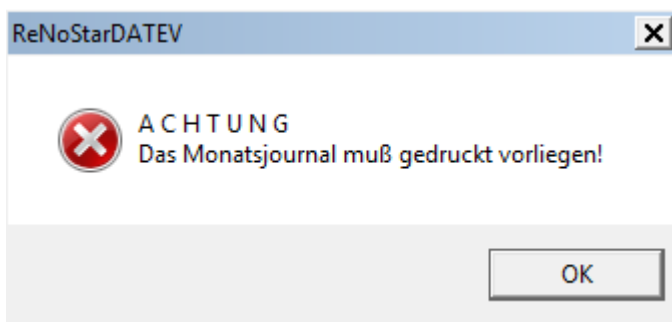 ReNoStarDATEV
A C H T U N G
Das Monatsjournal muß gedruckt vorliegen!
OK